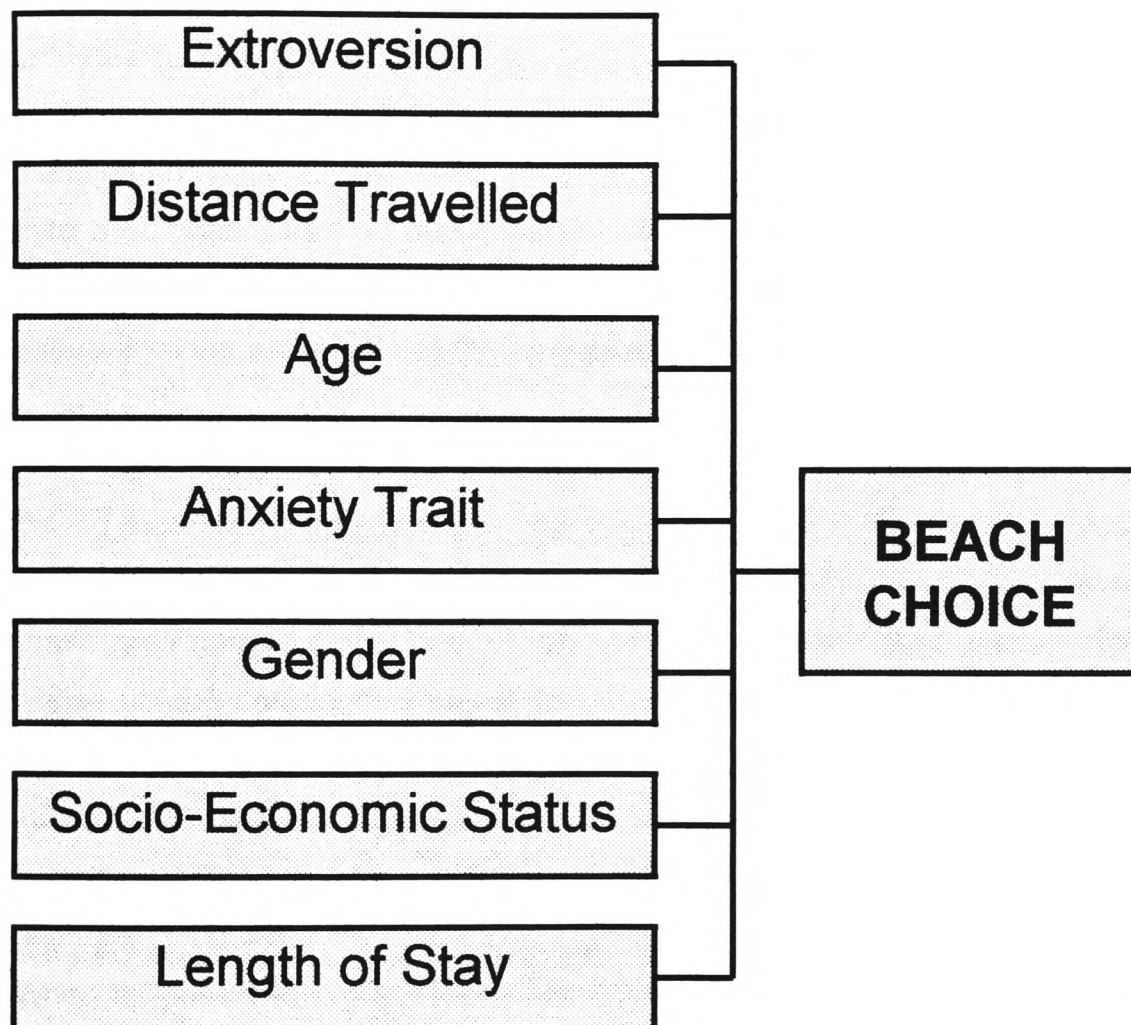 Extroversion
Distance Travelled
Age
Anxiety Trait
Gender
Socio-Economic Status
Length of Stay
BEACH
CHOICE